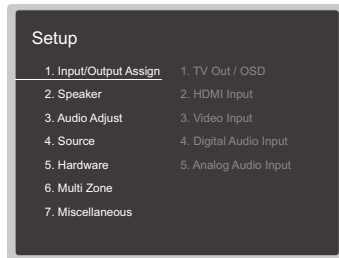 Setup
1. Input/Output Assign
1. TV Out / OSD
2. Speaker
2. HDMI Input
3. Audio Adjust
3. Video Input
4. Source
4. Digital Audio Input
5. Hardware
5. Analog Audio Input
6. Multi Zone
7. Miscellaneous